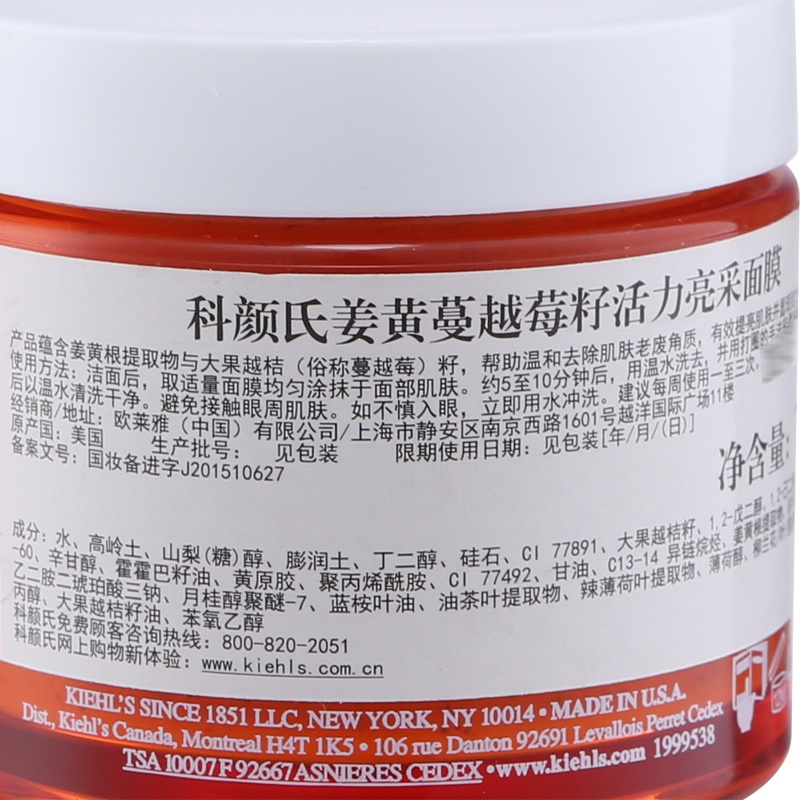 科颜氏姜黄蔓越莓籽活力亮采面膜
产品蕴含姜黄根提取物与大果越桔（俗称蔓越莓）籽，帮助温和去除肌肤老废角质，有效提亮肌肤
使用方法：洁面后，取适量面膜均匀涂抹于面部肌肤。约5至10分钟后，用温水洗去，并用打圈的
后以温水清洗干净。避免接触眼周肌肤。如不慎入眼，立即用水冲洗。建议每周使用一至三次。
经销商/地址：欧莱雅（中国）有限公司/上海市静安区南京西路1601号越洋国际广场11楼
原产国：美国 生产批号：见包装 限期使用日期：见包装[年/月/(日)]
备案文号：国妆备进字J201510627
净含量：
成分：水、高岭土、山梨(糖)醇、膨润土、丁二醇、硅石、CI 77891、大果越桔籽、1,2-戊二醇、
-60、辛甘醇、霍霍巴籽油、黄原胶、聚丙烯酰胺、CI 77492、甘油、C13-14 异链烷烃、姜黄根提取物、
乙二胺二琥珀酸三钠、月桂醇聚醚-7、蓝桉叶油、油茶叶提取物、辣薄荷叶提取物、薄荷醇、
丙醇、大果越桔籽油、苯氧乙醇
科颜氏免费顾客咨询热线：800-820-2051
科颜氏网上购物新体验：www.kiehls.com.cn
KIEHL'S SINCE 1851 LLC, NEW YORK, NY 10014 • MADE IN U.S.A.
Dist., Kiehl's Canada, Montreal H4T 1K5 • 106 rue Danton 92691 Levallois Perret Cedex
TSA 10007 F 92667 ASNIERES CEDEX • www.kiehls.com 1999538